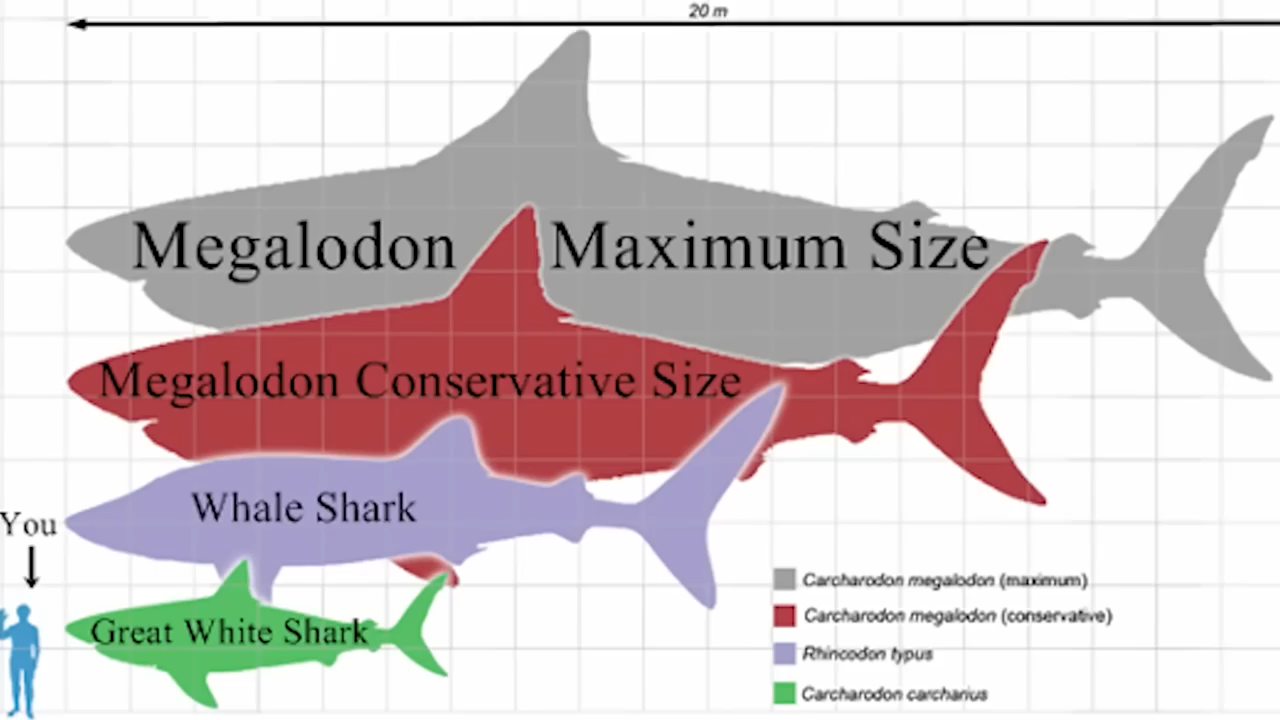 20 m
Megalodon Maximum Size
Megalodon Conservative Size
Whale Shark
You
Great White Shark
Carcharodon megalodon (maximum)
Carcharodon megalodon (conservative)
Rhincodon typus
Carcharodon carcharius